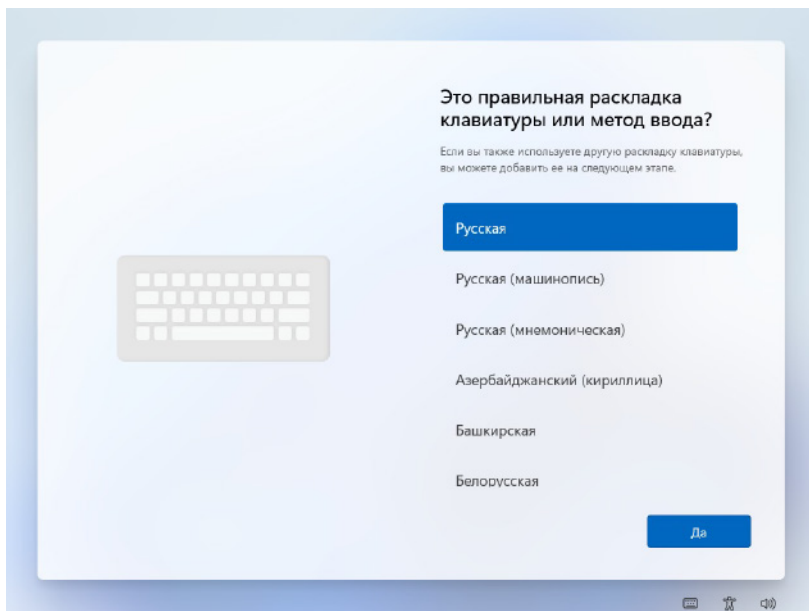 Это правильная раскладка
клавиатуры или метод ввода?
Если вы также используете другую раскладку клавиатуры,
вы можете добавить ее на следующем этапе.
Русская
Русская (машинопись)
Русская (мнемоническая)
Азербайджанский (кириллица)
Башкирская
Белорусская
Да